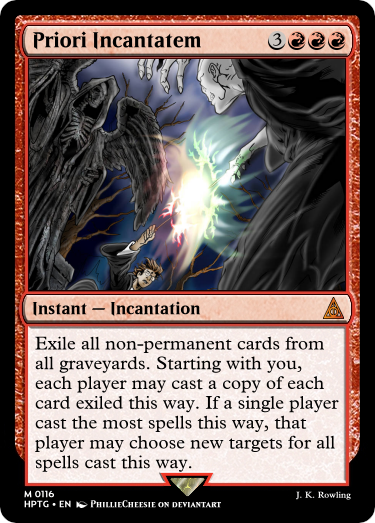 Priori Incantatem 3
Instant — Incantation
Exile all non-permanent cards from
all graveyards. Starting with you,
each player may cast a copy of each
card exiled this way. If a single player
cast the most spells this way, that
player may choose new targets for all
spells cast this way.
M 0116
HPTG • EN PhillieCheesie on deviantart
J. K. Rowling